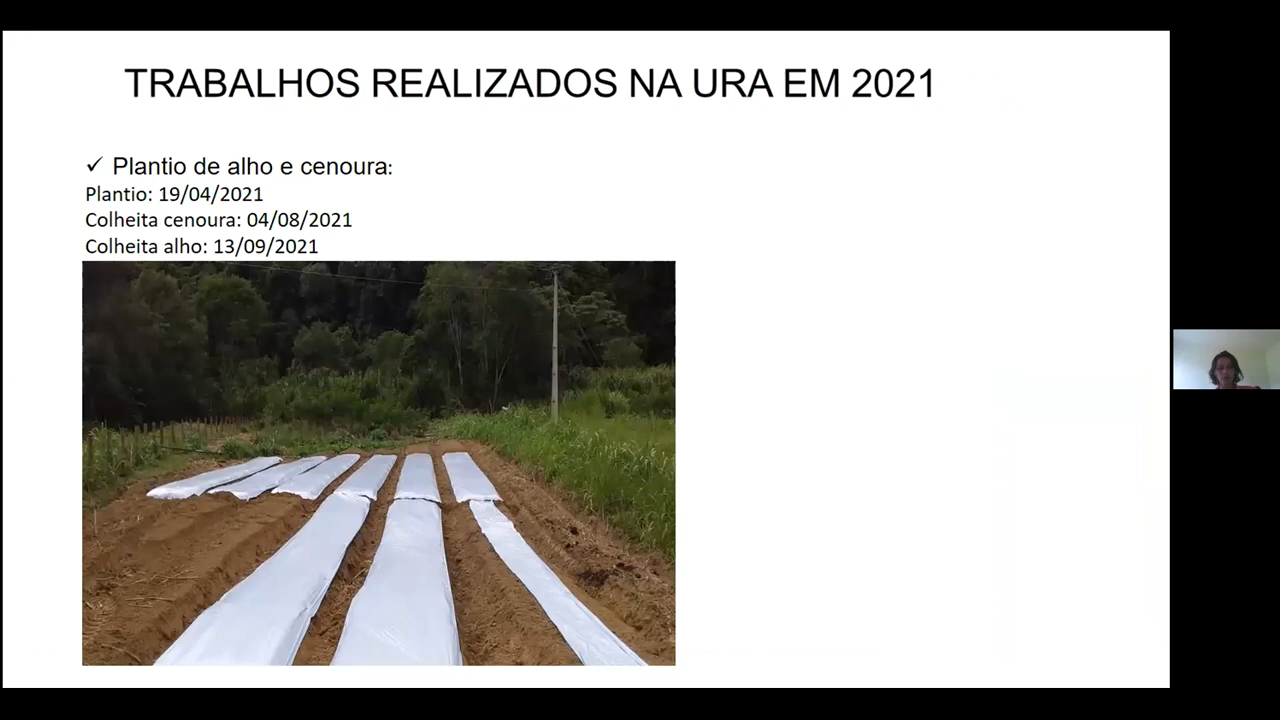 TRABALHOS REALIZADOS NA URA EM 2021
✓ Plantio de alho e cenoura:
Plantio: 19/04/2021
Colheita cenoura: 04/08/2021
Colheita alho: 13/09/2021